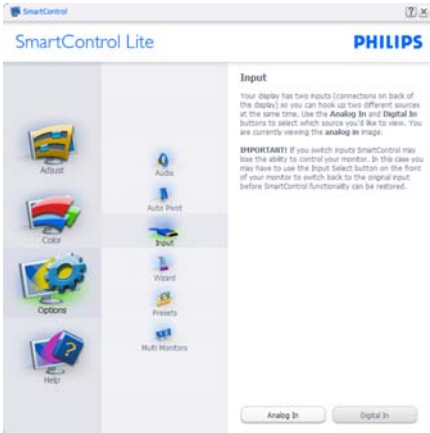 SmartControl
SmartControl Lite
PHILIPS
Adjust
Color
Options
Help
Audio
Auto Pivot
Input
Wizard
Presets
Multi Monitors
Input
Your display has two inputs (connections on back of
the display) so you can hook up two different sources
at the same time. Use the Analog In and Digital In
buttons to select which source you'd like to view. You
are currently viewing the analog in image.
IMPORTANT! If you switch inputs SmartControl may
lose the ability to control your monitor. In this case you
may have to use the Input Select button on the front
of your monitor to switch back to the original input
before SmartControl functionality can be restored.
Analog In
Digital In